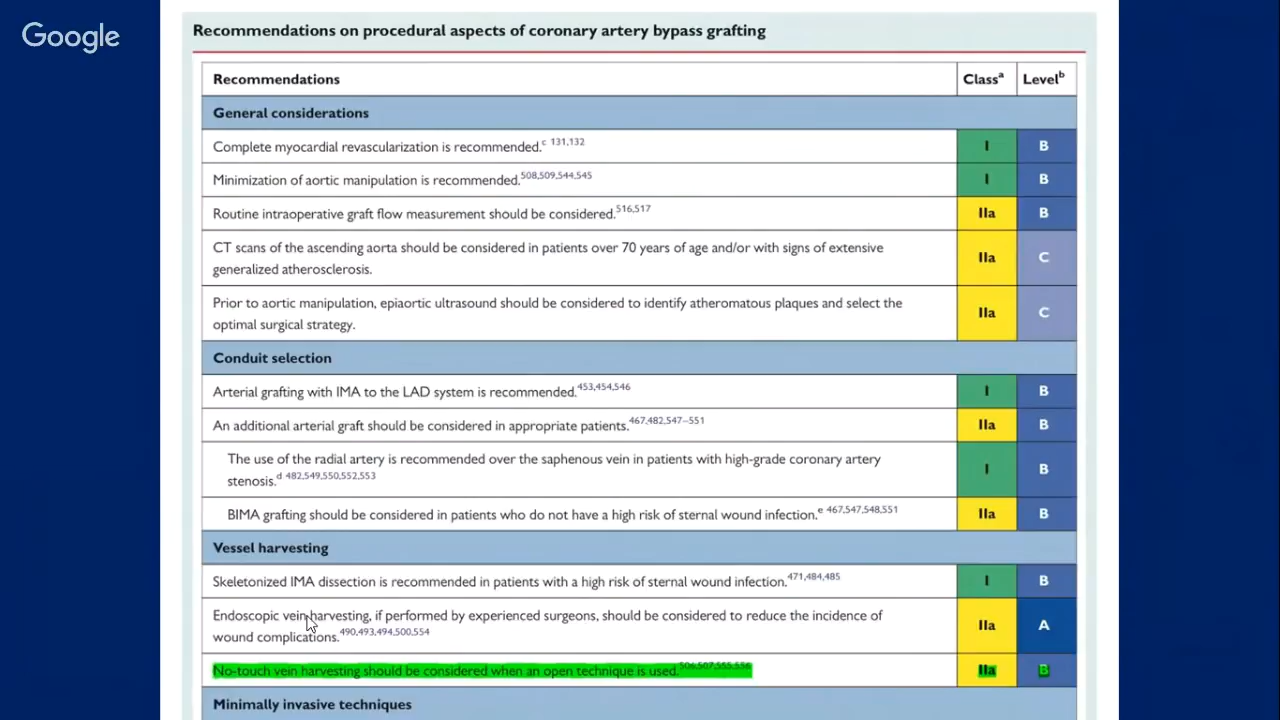 Google
Recommendations on procedural aspects of coronary artery bypass grafting
Recommendations Classᵃ Levelᵇ
General considerations
Complete myocardial revascularization is recommended.ᶜ 131,132 I B
Minimization of aortic manipulation is recommended.508,509,544,545 I B
Routine intraoperative graft flow measurement should be considered.516,517 IIa B
CT scans of the ascending aorta should be considered in patients over 70 years of age and/or with signs of extensive
generalized atherosclerosis. IIa C
Prior to aortic manipulation, epiaortic ultrasound should be considered to identify atheromatous plaques and select the
optimal surgical strategy. IIa C
Conduit selection
Arterial grafting with IMA to the LAD system is recommended.453,454,546 I B
An additional arterial graft should be considered in appropriate patients.467,482,547–551 IIa B
The use of the radial artery is recommended over the saphenous vein in patients with high-grade coronary artery
stenosis.ᵈ 482,549,550,552,553 I B
BIMA grafting should be considered in patients who do not have a high risk of sternal wound infection.ᵉ 467,547,548,551 IIa B
Vessel harvesting
Skeletonized IMA dissection is recommended in patients with a high risk of sternal wound infection.471,484,485 I B
Endoscopic vein harvesting, if performed by experienced surgeons, should be considered to reduce the incidence of
wound complications.490,493,494,500,554 IIa A
No-touch vein harvesting should be considered when an open technique is used.506,507,555,556 IIa B
Minimally invasive techniques